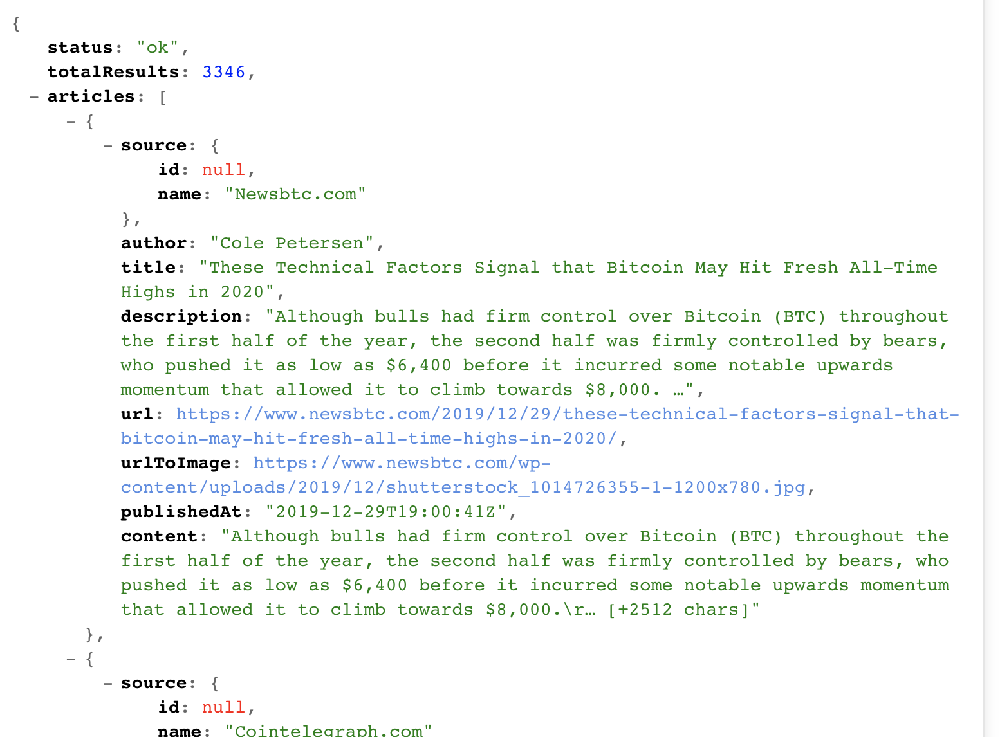 {
status: "ok",
totalResults: 3346,
– articles: [
– {
– source: {
id: null,
name: "Newsbtc.com"
},
author: "Cole Petersen",
title: "These Technical Factors Signal that Bitcoin May Hit Fresh All-Time
Highs in 2020",
description: "Although bulls had firm control over Bitcoin (BTC) throughout
the first half of the year, the second half was firmly controlled by bears,
who pushed it as low as $6,400 before it incurred some notable upwards
momentum that allowed it to climb towards $8,000. …",
url: https://www.newsbtc.com/2019/12/29/these-technical-factors-signal-that-
bitcoin-may-hit-fresh-all-time-highs-in-2020/,
urlToImage: https://www.newsbtc.com/wp-
content/uploads/2019/12/shutterstock_1014726355-1-1200x780.jpg,
publishedAt: "2019-12-29T19:00:41Z",
content: "Although bulls had firm control over Bitcoin (BTC) throughout the
first half of the year, the second half was firmly controlled by bears, who
pushed it as low as $6,400 before it incurred some notable upwards momentum
that allowed it to climb towards $8,000.\r… [+2512 chars]"
},
– {
– source: {
id: null,
name: "Cointelegraph.com"